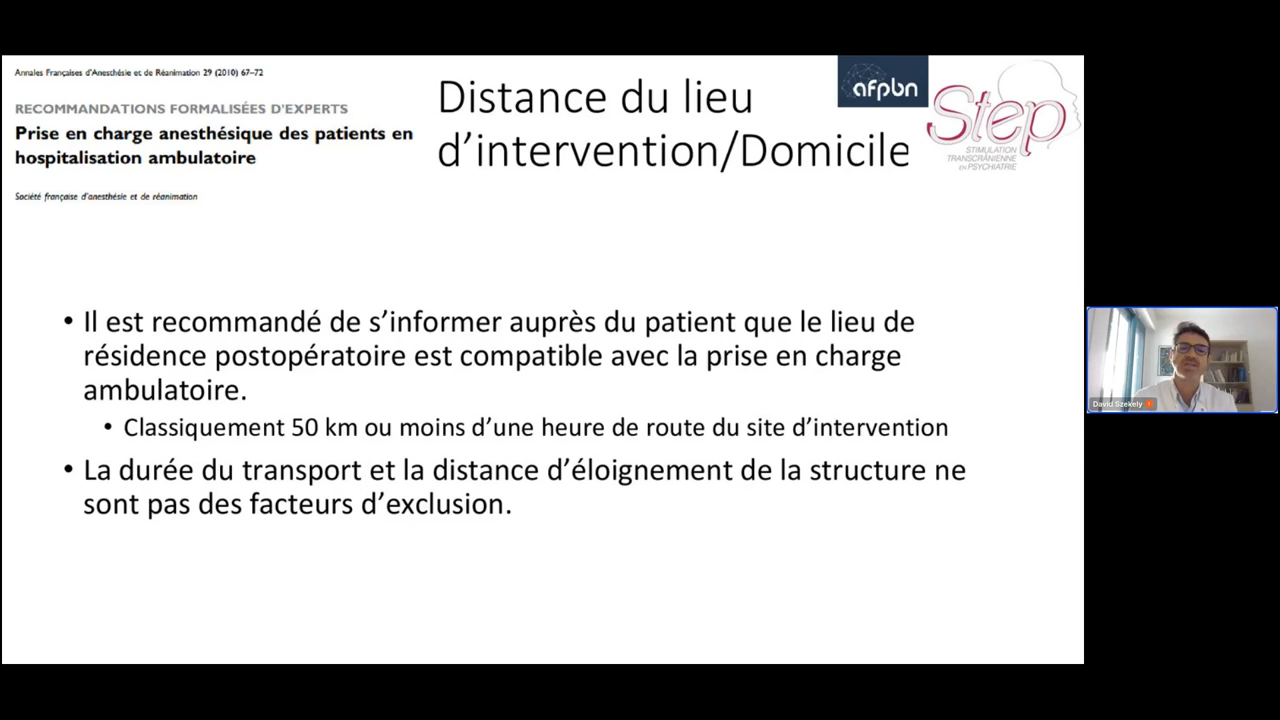 Annales Françaises d'Anesthésie et de Réanimation 29 (2010) 67–72
RECOMMANDATIONS FORMALISÉES D'EXPERTS
Prise en charge anesthésique des patients en
hospitalisation ambulatoire
Société française d'anesthésie et de réanimation
Distance du lieu
d’intervention/Domicile
afpbn
Step
STIMULATION
TRANSCRÂNIENNE
EN PSYCHIATRIE
• Il est recommandé de s’informer auprès du patient que le lieu de
résidence postopératoire est compatible avec la prise en charge
ambulatoire.
• Classiquement 50 km ou moins d’une heure de route du site d’intervention
• La durée du transport et la distance d’éloignement de la structure ne
sont pas des facteurs d’exclusion.
David Szekely